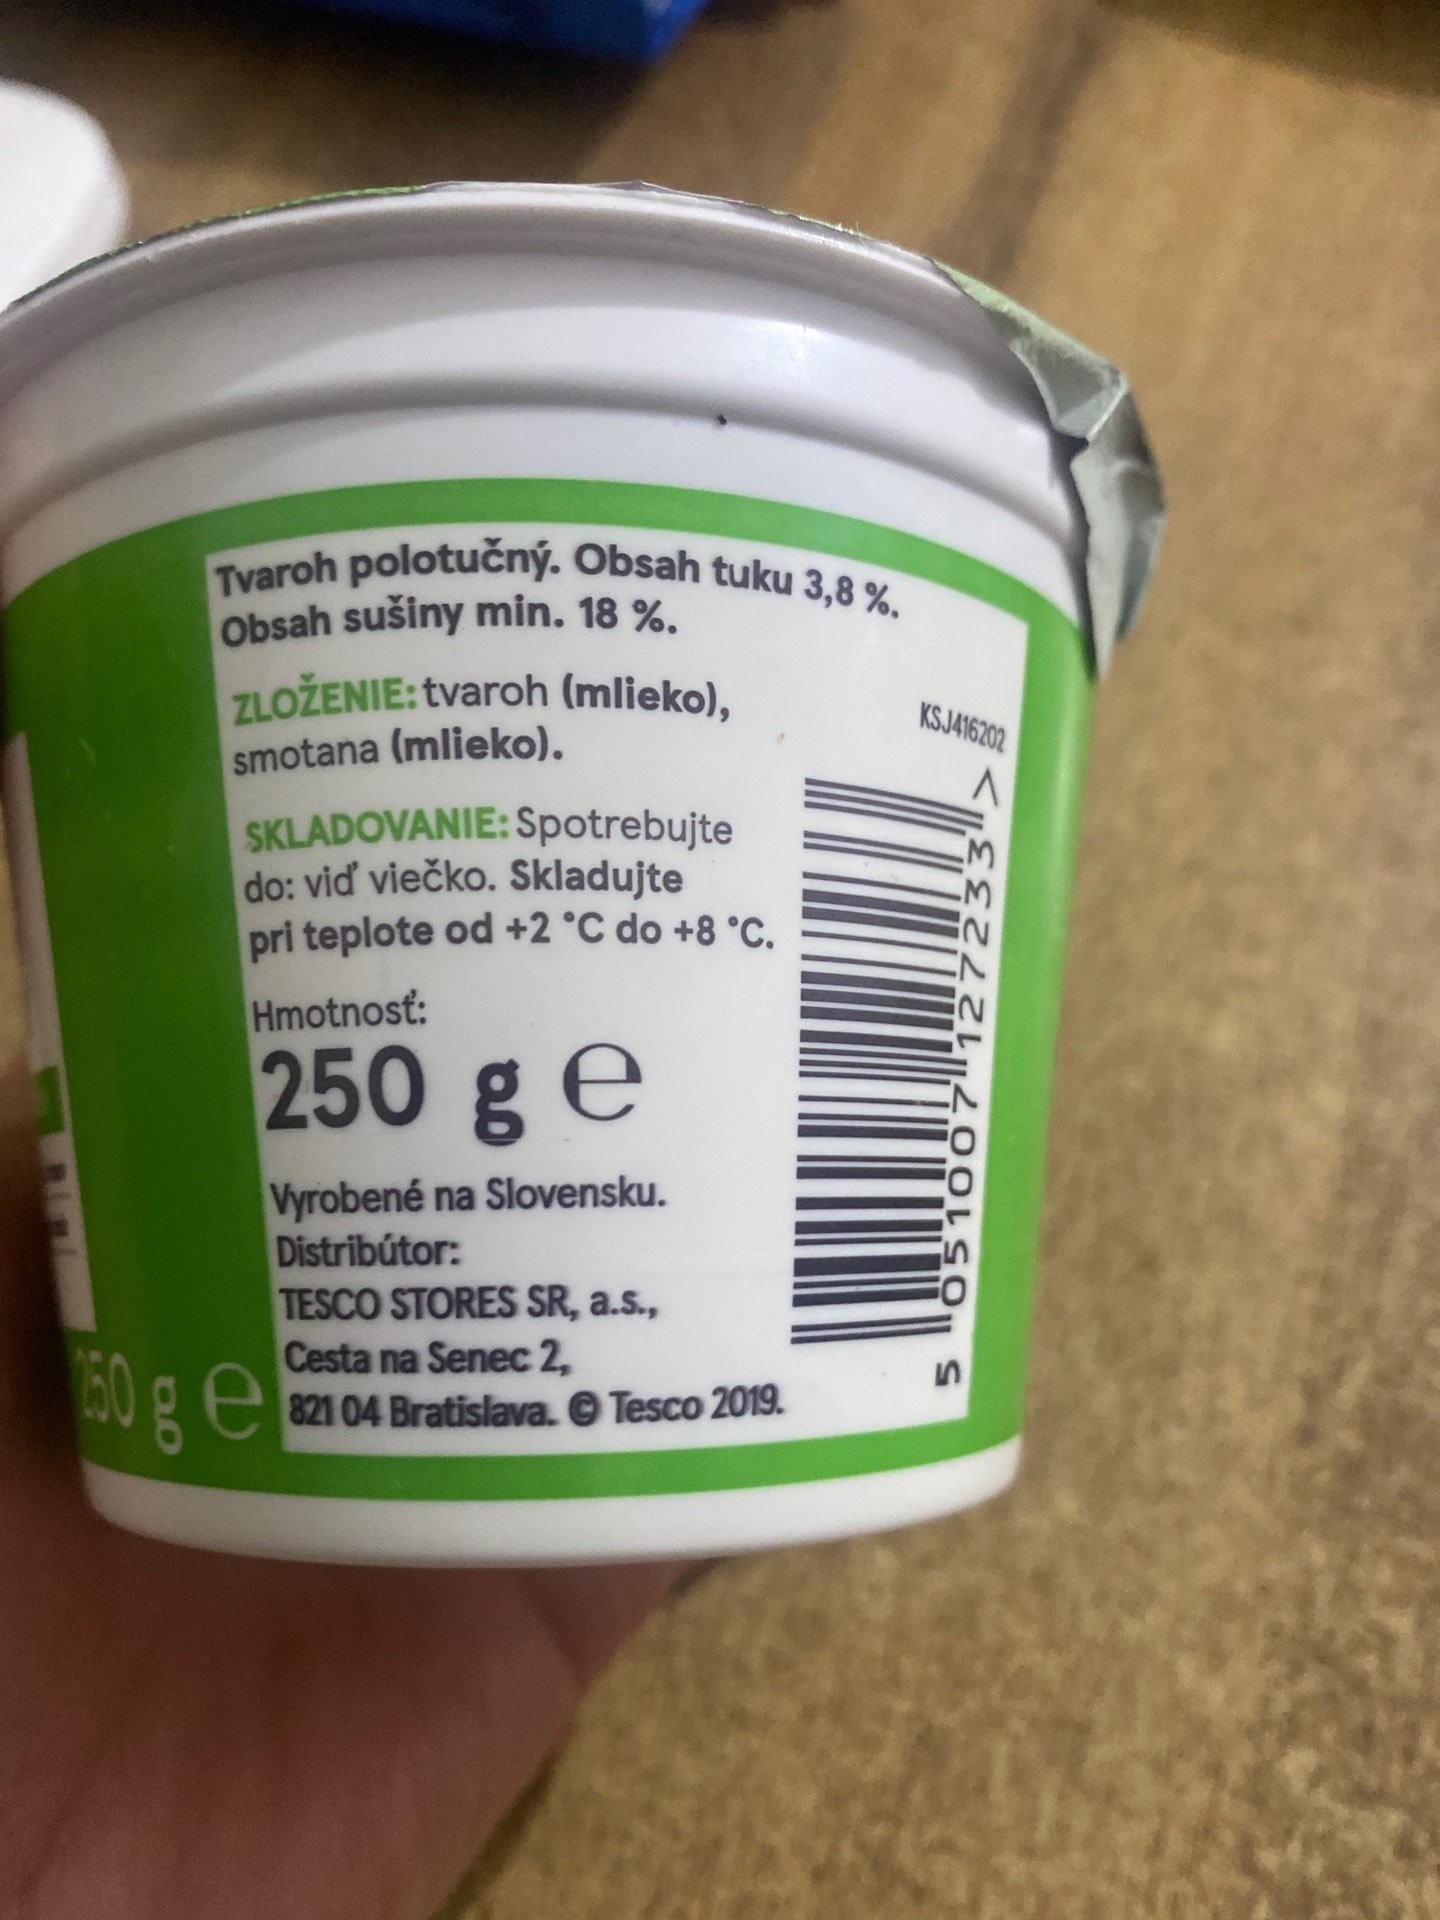 Tvaroh polotučný. Obsah tuku 3,8 %.
Obsah sušiny min. 18 %.
ZLOŽENIE: tvaroh (mlieko),
smotana (mlieko).
SKLADOVANIE: Spotrebujte
do: viď viečko. Skladujte
pri teplote od +2 °C do +8 °C.
Hmotnosť:
250 g e
Vyrobené na Slovensku.
Distribútor:
TESCO STORES SR, a.s.,
Cesta na Senec 2,
821 04 Bratislava. © Tesco 2019.
KSJ416202
5 051007 127233 >
250 g e